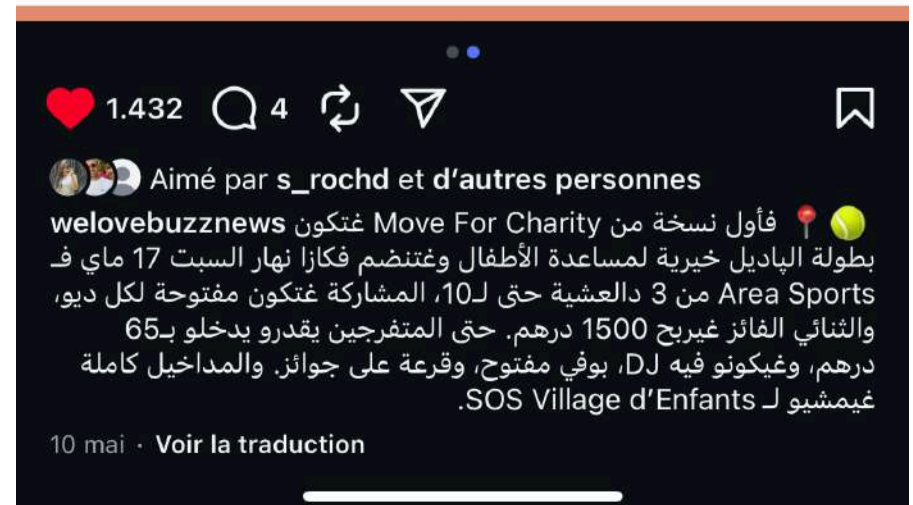 1.432 4
Aimé par s_rochd et d'autres personnes
welovebuzznews 🎾📍 فأول نسخة من Move For Charity غتكون
بطولة الپاديل خيرية لمساعدة الأطفال وغتنضم فكازا نهار السبت 17 ماي فـ
Area Sports من 3 دالعشية حتى لـ10، المشاركة غتكون مفتوحة لكل ديو،
والثنائي الفائز غيربح 1500 درهم. حتى المتفرجين يقدرو يدخلو بـ65
درهم، وغيكونو فيه DJ، بوفي مفتوح، وقرعة على جوائز. والمداخيل كاملة
غيمشيو لـ SOS Village d'Enfants.
10 mai · Voir la traduction